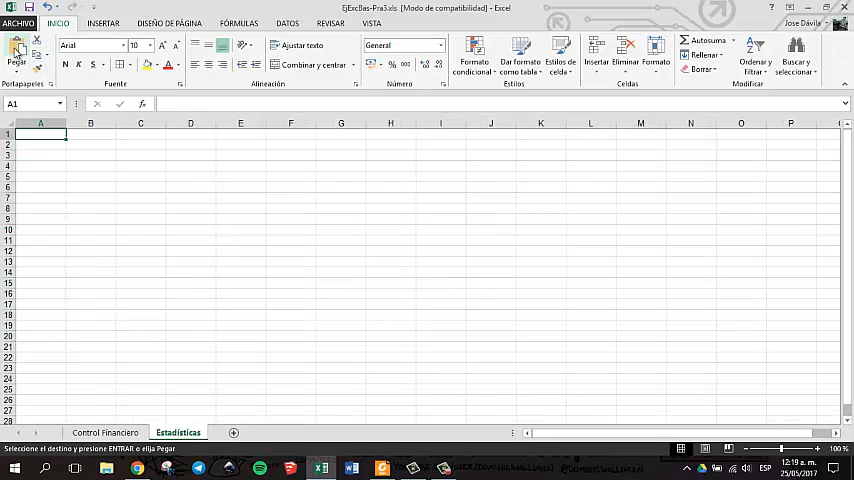 EjExcBas-Pra3.xls [Modo de compatibilidad] - Excel
ARCHIVO INICIO INSERTAR DISEÑO DE PÁGINA FÓRMULAS DATOS REVISAR VISTA Jose Dávila
Pegar
Arial 10
N K S
Ajustar texto
Combinar y centrar
General
% 000
Formato condicional
Dar formato como tabla
Estilos de celda
Insertar Eliminar Formato
Autosuma
Rellenar
Borrar
Ordenar y filtrar
Buscar y seleccionar
Portapapeles Fuente Alineación Número Estilos Celdas Modificar
A1 fx
A B C D E F G H I J K L M N O P
1
2
3
4
5
6
7
8
9
10
11
12
13
14
15
16
17
18
19
20
21
22
23
24
25
26
27
28
Control Financiero Estadísticas
Seleccione el destino y presione ENTRAR o elija Pegar 100 %
ESP 12:19 a. m.
25/05/2017
@DOMINICWALLIMAN